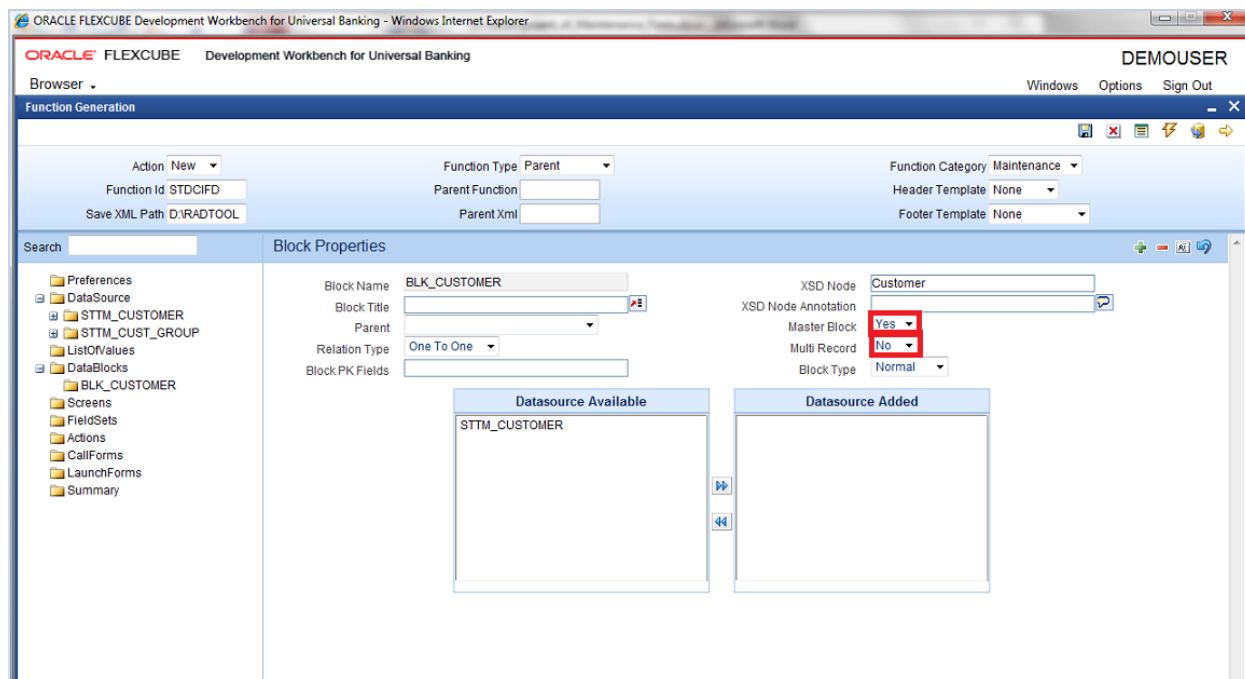 ORACLE FLEXCUBE Development Workbench for Universal Banking - Windows Internet Explorer
ORACLE FLEXCUBE Development Workbench for Universal Banking
DEMOUSER
Browser
Windows Options Sign Out
Function Generation
Action New Function Type Parent Function Category Maintenance
Function Id STDCIFD Parent Function Header Template None
Save XML Path D:\RADTOOL Parent Xml Footer Template None
Search
Block Properties
Preferences
DataSource
STTM_CUSTOMER
STTM_CUST_GROUP
ListOfValues
DataBlocks
BLK_CUSTOMER
Screens
FieldSets
Actions
CallForms
LaunchForms
Summary
Block Name BLK_CUSTOMER XSD Node Customer
Block Title XSD Node Annotation
Parent Master Block Yes
Relation Type One To One Multi Record No
Block PK Fields Block Type Normal
Datasource Available Datasource Added
STTM_CUSTOMER